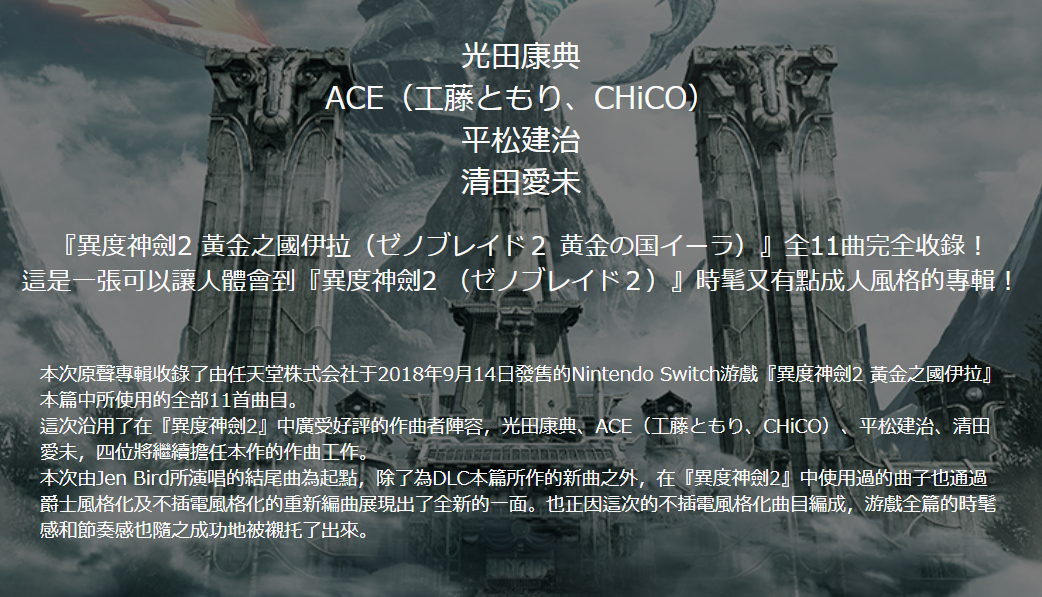 光田康典
ACE（工藤ともり、CHiCO）
平松建治
清田愛未
『異度神劍2 黃金之國伊拉（ゼノブレイド２ 黄金の国イーラ）』全11曲完全收錄！
這是一張可以讓人體會到『異度神劍2 （ゼノブレイド２）』時髦又有點成人風格的專輯！
本次原聲專輯收錄了由任天堂株式会社于2018年9月14日發售的Nintendo Switch游戲『異度神劍2 黃金之國伊拉』
本篇中所使用的全部11首曲目。
這次沿用了在『異度神劍2』中廣受好評的作曲者陣容，光田康典、ACE（工藤ともり、CHiCO）、平松建治、清田
愛未，四位將繼續擔任本作的作曲工作。
本次由Jen Bird所演唱的結尾曲為起點，除了為DLC本篇所作的新曲之外，在『異度神劍2』中使用過的曲子也通過
爵士風格化及不插電風格化的重新編曲展現出了全新的一面。也正因這次的不插電風格化曲目編成，游戲全篇的時髦
感和節奏感也隨之成功地被襯托了出來。